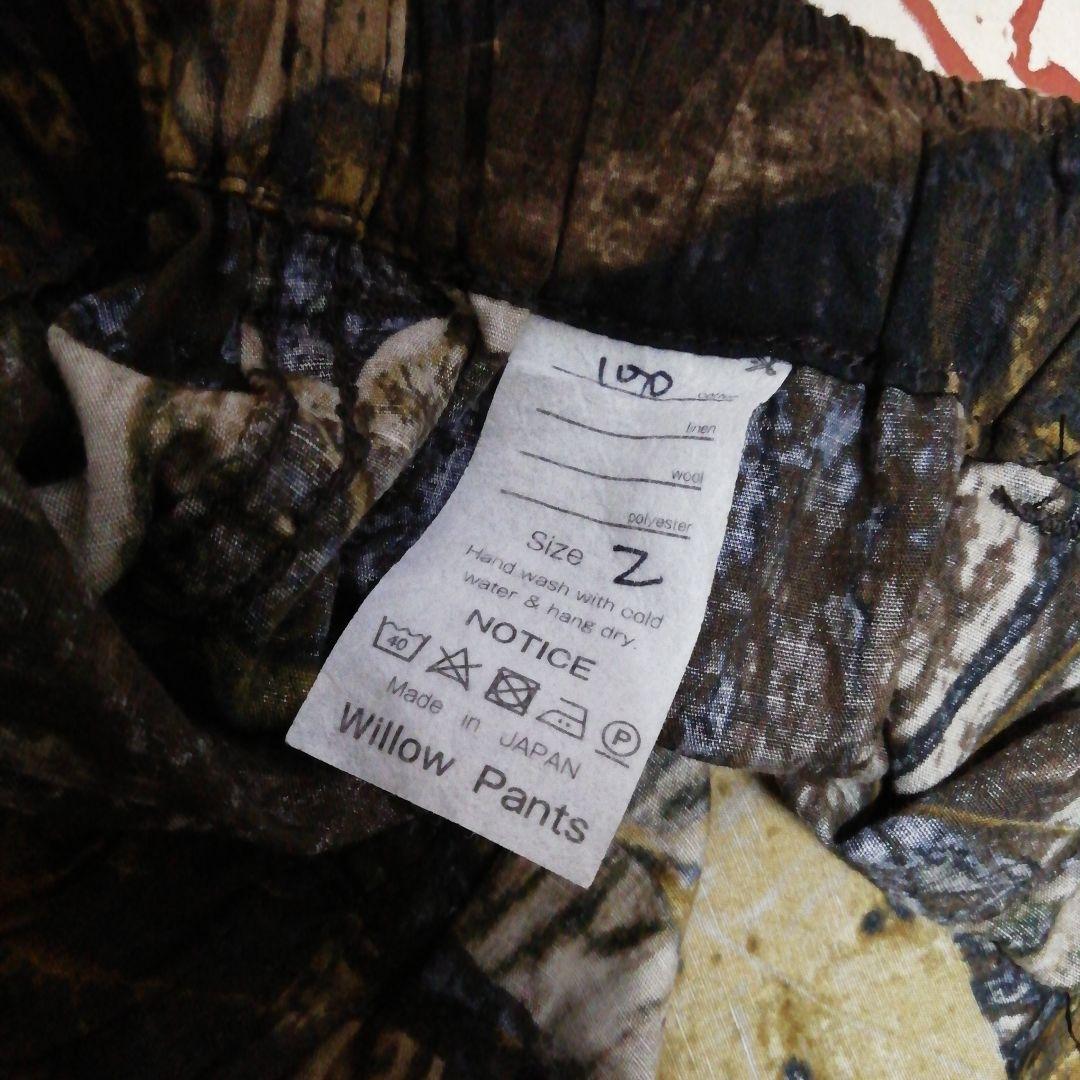 100 cotton
linen
wool
polyester
Size 2
Hand wash with cold
water & hang dry.
NOTICE
40 P
Made in JAPAN
Willow Pants